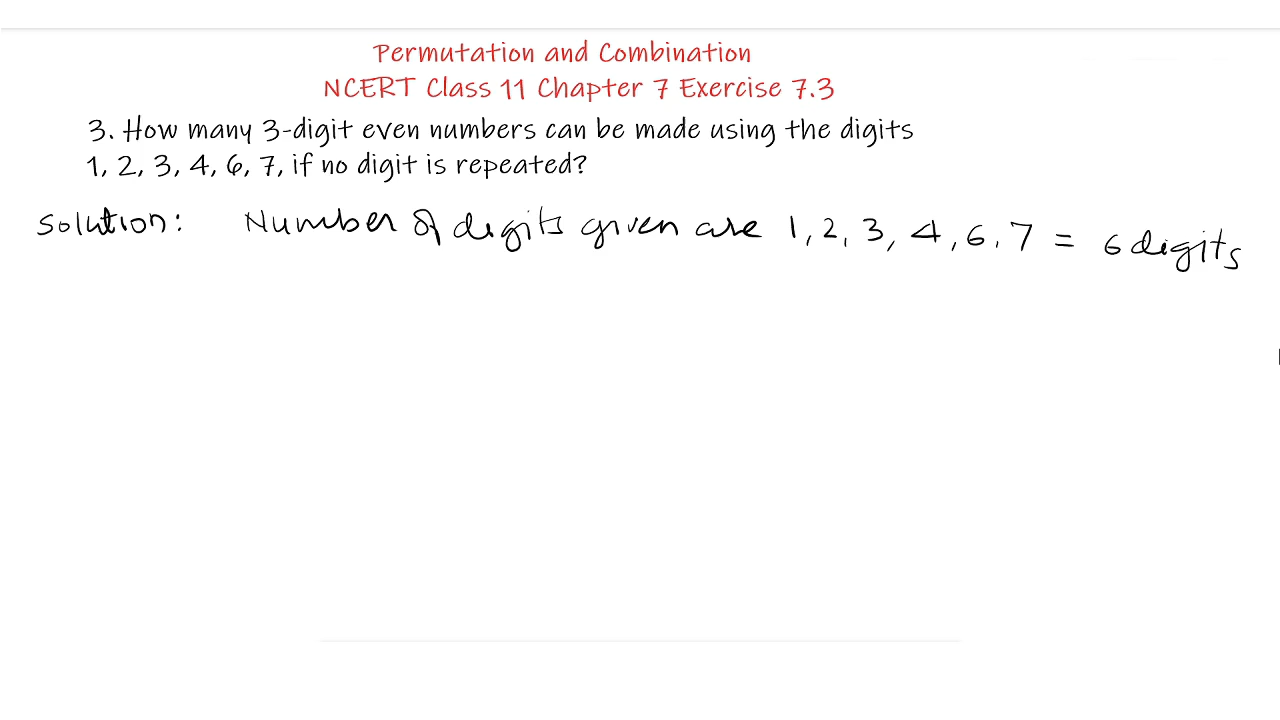 Permutation and Combination
NCERT Class 11 Chapter 7 Exercise 7.3
3. How many 3-digit even numbers can be made using the digits
1, 2, 3, 4, 6, 7, if no digit is repeated?
Solution: Number of digits given are 1, 2, 3, 4, 6, 7 = 6 digits